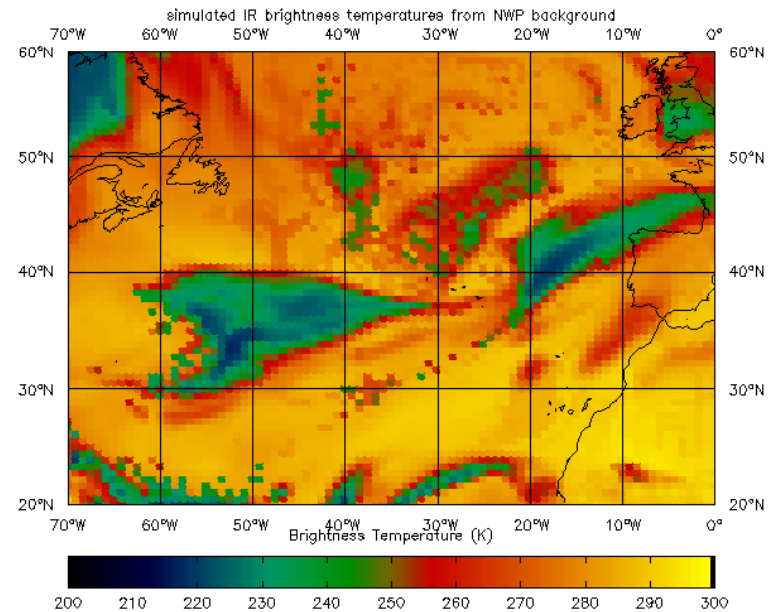 simulated IR brightness temperatures from NWP background
70°W 60°W 50°W 40°W 30°W 20°W 10°W 0°
60°N 60°N
50°N 50°N
40°N 40°N
30°N 30°N
20°N 20°N
70°W 60°W 50°W 40°W 30°W 20°W 10°W 0°
Brightness Temperature (K)
200 210 220 230 240 250 260 270 280 290 300